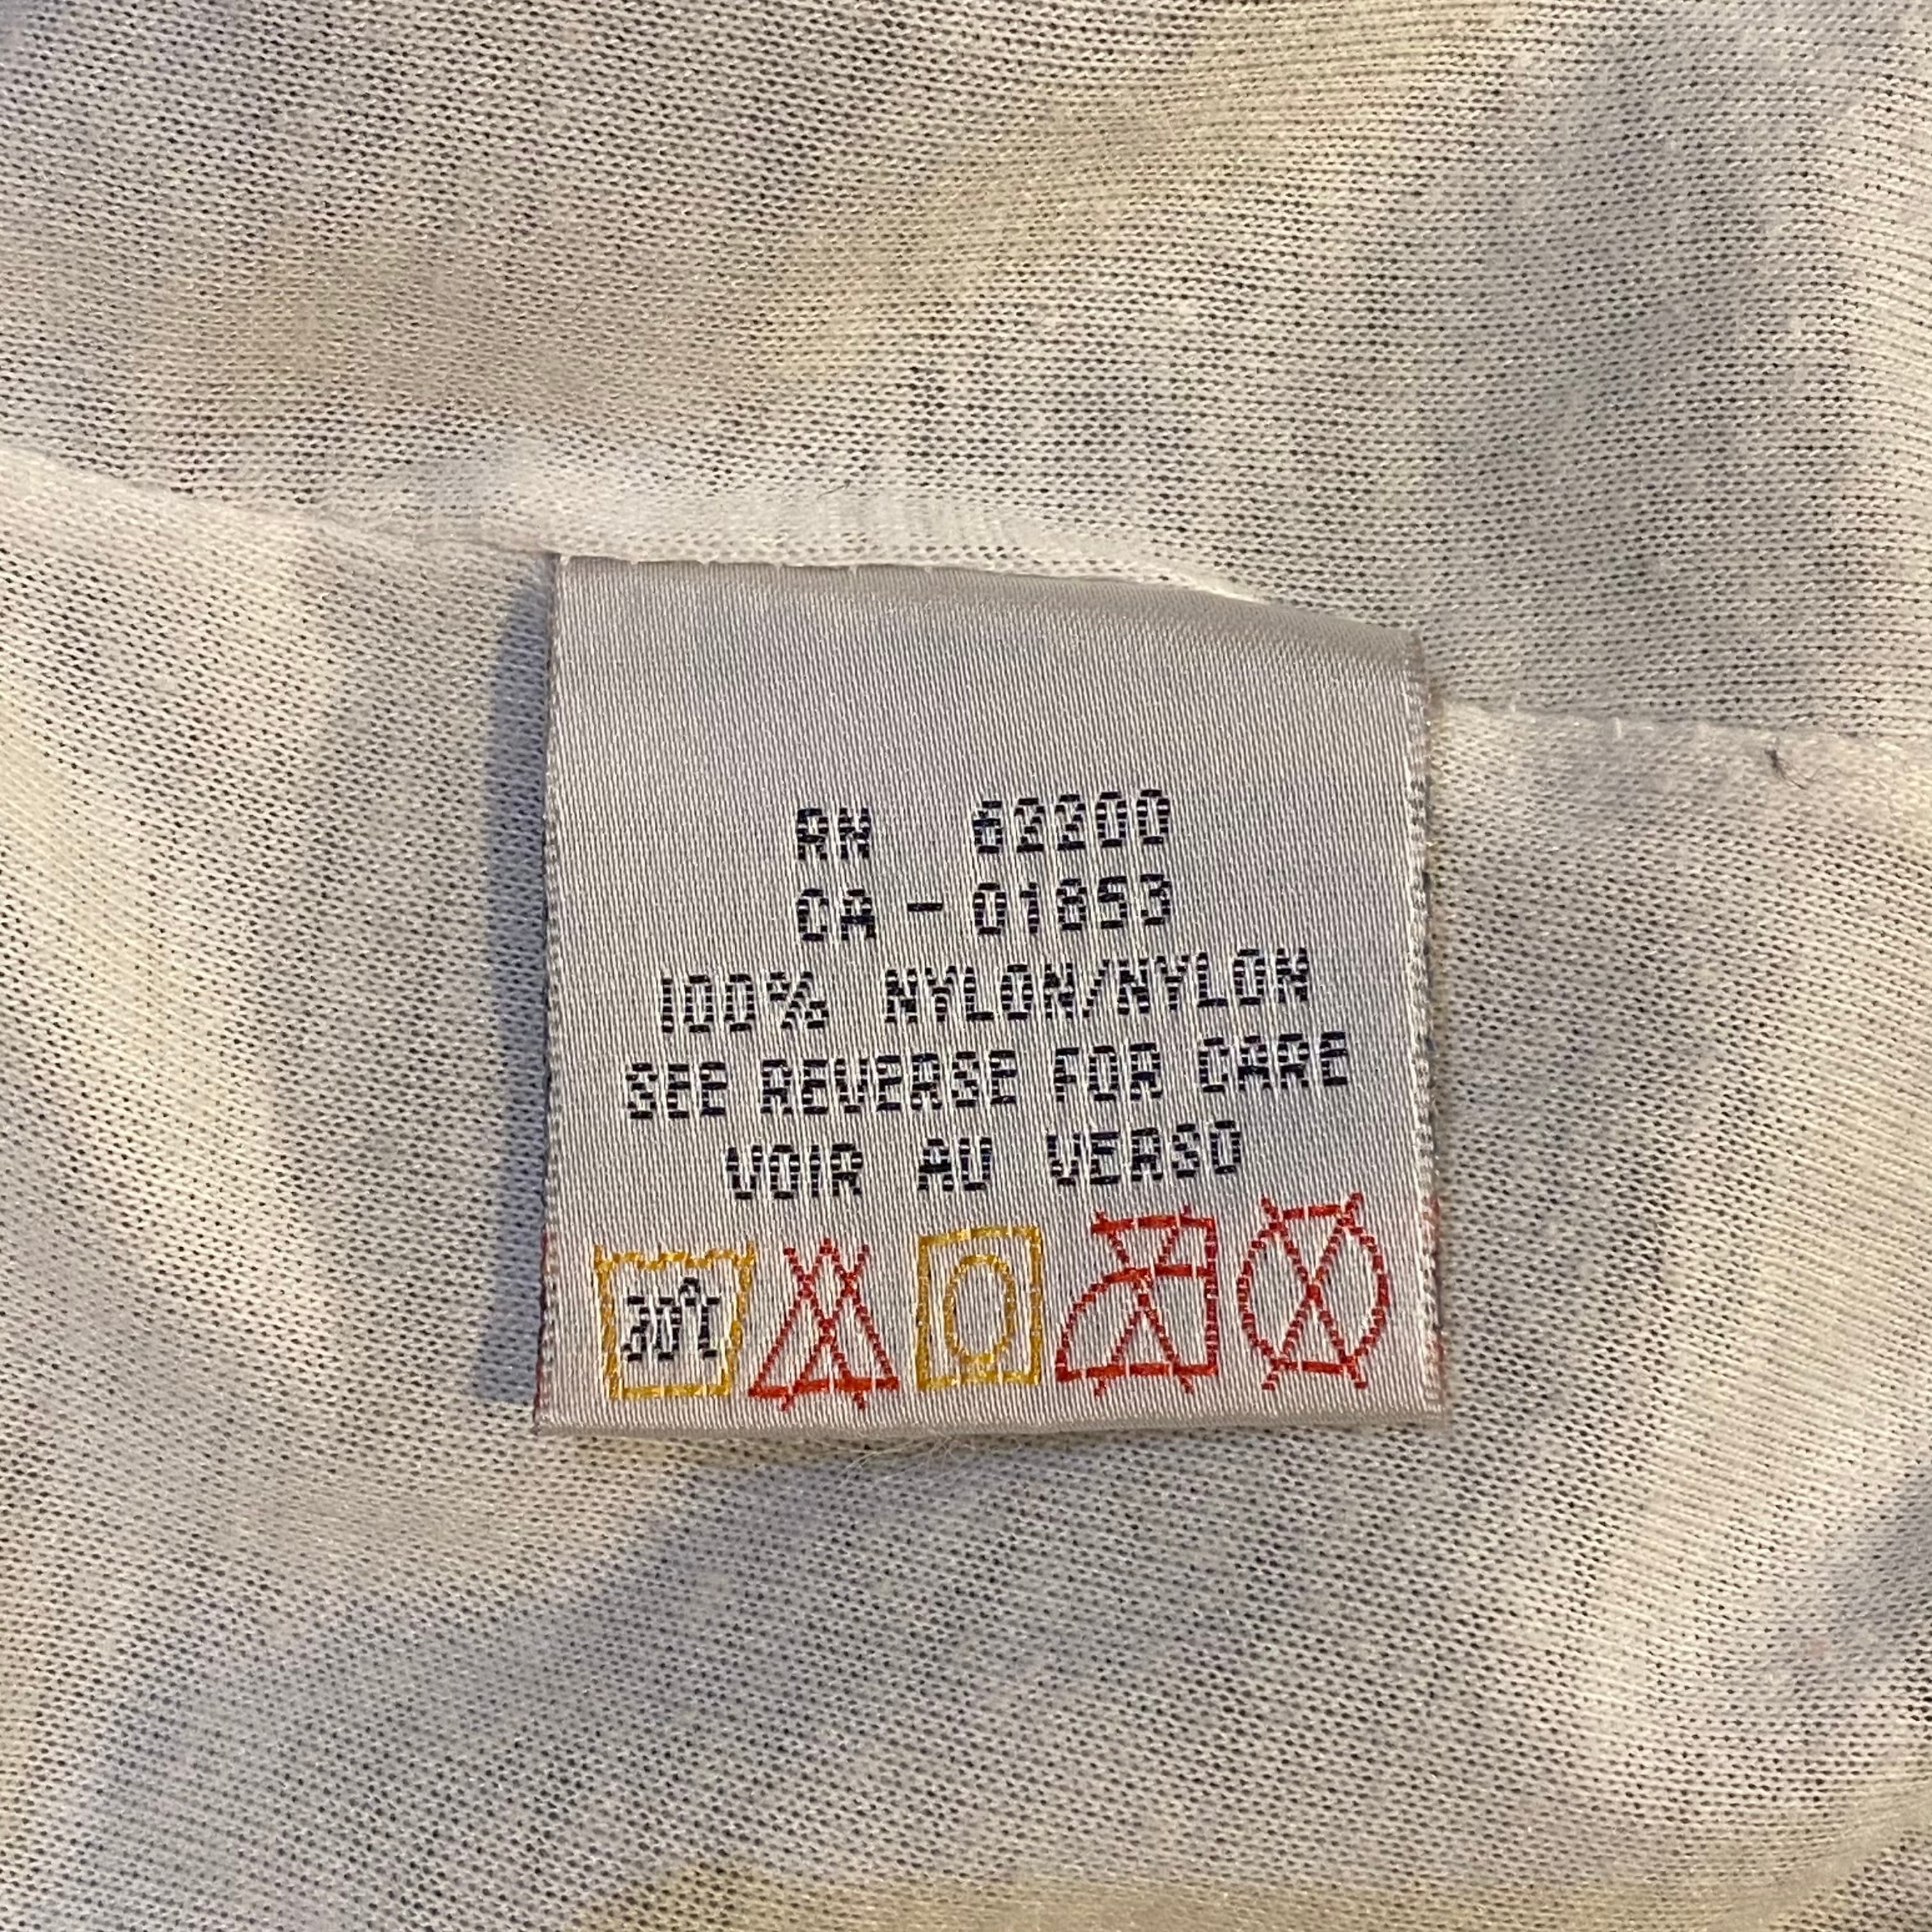 RN 62200
CA - 01853
100% NYLON/NYLON
SEE REVERSE FOR CARE
VOIR AU VERSO
30°C